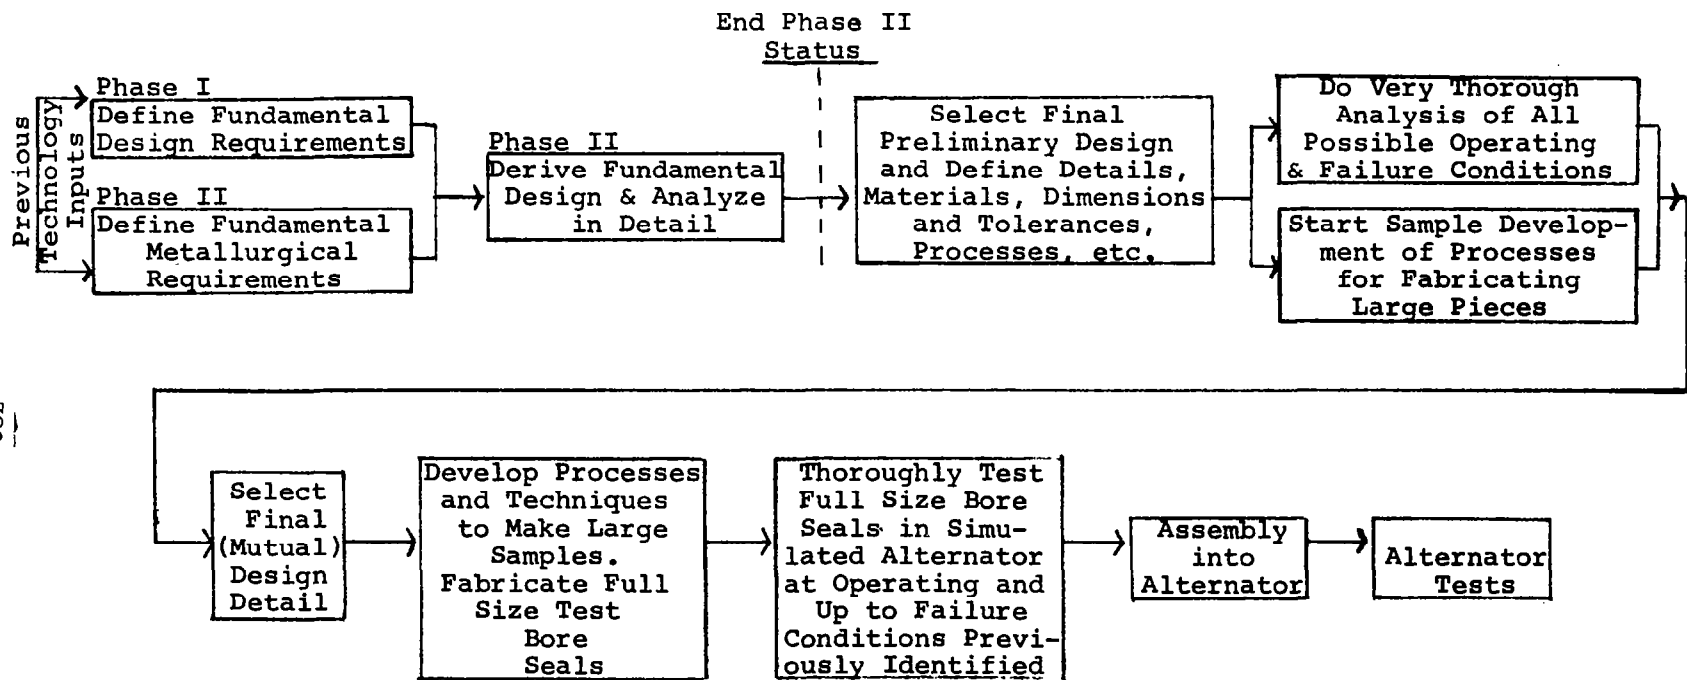 End Phase II
Status
Previous
Technology
Inputs
Phase I
Define Fundamental
Design Requirements
Phase II
Define Fundamental
Metallurgical
Requirements
Phase II
Derive Fundamental
Design & Analyze
in Detail
Select Final
Preliminary Design
and Define Details,
Materials, Dimensions
and Tolerances,
Processes, etc.
Do Very Thorough
Analysis of All
Possible Operating
& Failure Conditions
Start Sample Develop-
ment of Processes
for Fabricating
Large Pieces
Select
Final
(Mutual)
Design
Detail
Develop Processes
and Techniques
to Make Large
Samples.
Fabricate Full
Size Test
Bore
Seals
Thoroughly Test
Full Size Bore
Seals in Simu-
lated Alternator
at Operating and
Up to Failure
Conditions Previ-
ously Identified
Assembly
into
Alternator
Alternator
Tests